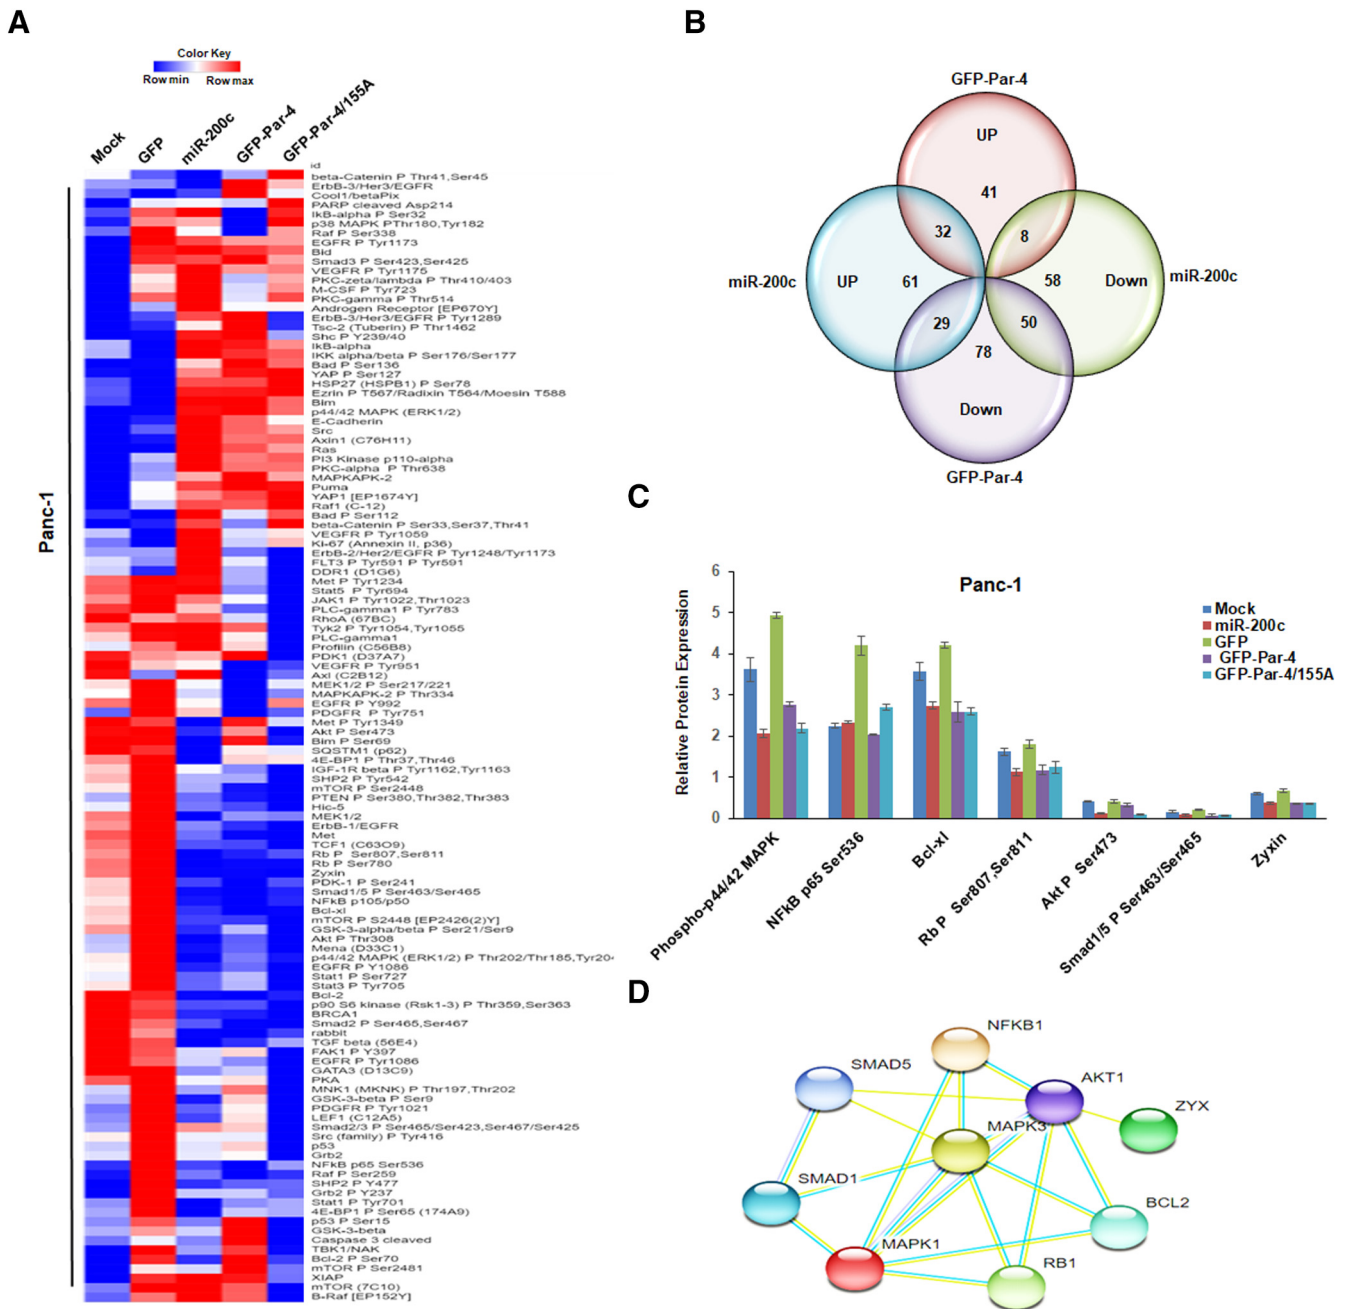 A
Color Key
Row min Row max
Mock
GFP
miR-200c
GFP-Par-4
GFP-Par-4/155A
id
beta-Catenin P Thr41,Ser45
ErbB-3/Her3/EGFR
Cool1/betaPix
PARP cleaved Asp214
IkB-alpha P Ser32
p38 MAPK PThr180,Tyr182
Raf P Ser338
EGFR P Tyr1173
Bid
Smad3 P Ser423,Ser425
VEGFR P Tyr1175
PKC-zeta/lambda P Thr410/403
M-CSF P Tyr723
PKC-gamma P Thr514
Androgen Receptor [EP670Y]
ErbB-3/Her3/EGFR P Tyr1289
Tsc-2 (Tuberin) P Thr1462
Shc P Y239/40
IkB-alpha
IKK alpha/beta P Ser176/Ser177
Bad P Ser136
YAP P Ser127
HSP27 (HSPB1) P Ser78
Ezrin P T567/Radixin T564/Moesin T588
Bim
p44/42 MAPK (ERK1/2)
E-Cadherin
Src
Axin1 (C76H11)
Ras
PI3 Kinase p110-alpha
PKC-alpha P Thr638
MAPKAPK-2
Puma
YAP1 [EP1674Y]
Raf1 (C-12)
Bad P Ser112
beta-Catenin P Ser33,Ser37,Thr41
VEGFR P Tyr1059
Ki-67 (Annexin II, p36)
ErbB-2/Her2/EGFR P Tyr1248/Tyr1173
FLT3 P Tyr591 P Tyr591
DDR1 (D1G6)
Met P Tyr1234
Stat5 P Tyr694
JAK1 P Tyr1022,Thr1023
PLC-gamma1 P Tyr783
RhoA (67BC)
Tyk2 P Tyr1054,Tyr1055
PLC-gamma1
Profilin (C56B8)
PDK1 (D37A7)
VEGFR P Tyr951
Axl (C2B12)
MEK1/2 P Ser217/221
MAPKAPK-2 P Thr334
EGFR P Y992
PDGFR P Tyr751
Met P Tyr1349
Akt P Ser473
Bim P Ser69
SQSTM1 (p62)
4E-BP1 P Thr37,Thr46
IGF-1R beta P Tyr1162,Tyr1163
SHP2 P Tyr542
mTOR P Ser2448
PTEN P Ser380,Thr382,Thr383
Hic-5
MEK1/2
ErbB-1/EGFR
Met
TCF1 (C63O9)
Rb P Ser807,Ser811
Rb P Ser780
Zyxin
PDK-1 P Ser241
Smad1/5 P Ser463/Ser465
NFkB p105/p50
Bcl-xl
mTOR P S2448 [EP2426(2)Y]
GSK-3-alpha/beta P Ser21/Ser9
Akt P Thr308
Mena (D33C1)
p44/42 MAPK (ERK1/2) P Thr202/Thr185,Tyr204
EGFR P Y1086
Stat1 P Ser727
Stat3 P Tyr705
Bcl-2
p90 S6 kinase (Rsk1-3) P Thr359,Ser363
BRCA1
Smad2 P Ser465,Ser467
rabbit
TGF beta (56E4)
FAK1 P Y397
EGFR P Tyr1086
GATA3 (D13C9)
PKA
MNK1 (MKNK) P Thr197,Thr202
GSK-3-beta P Ser9
PDGFR P Tyr1021
LEF1 (C12A5)
Smad2/3 P Ser465/Ser423,Ser467/Ser425
Src (family) P Tyr416
p53
Grb2
NFkB p65 Ser536
Raf P Ser259
SHP2 P Y477
Grb2 P Y237
Stat1 P Tyr701
4E-BP1 P Ser65 (174A9)
p53 P Ser15
GSK-3-beta
Caspase 3 cleaved
TBK1/NAK
Bcl-2 P Ser70
mTOR P Ser2481
XIAP
mTOR (7C10)
B-Raf [EP152Y]
Panc-1
B
GFP-Par-4
UP
41
32
8
miR-200c
UP
61
58
Down
miR-200c
29
50
78
Down
GFP-Par-4
C
Panc-1
Relative Protein Expression
6
5
4
3
2
1
0
Mock
miR-200c
GFP
GFP-Par-4
GFP-Par-4/155A
Phospho-p44/42 MAPK
NFkB p65 Ser536
Bcl-xl
Rb P Ser807,Ser811
Akt P Ser473
Smad1/5 P Ser463/Ser465
Zyxin
D
NFKB1
SMAD5
AKT1
ZYX
MAPK3
SMAD1
BCL2
MAPK1
RB1